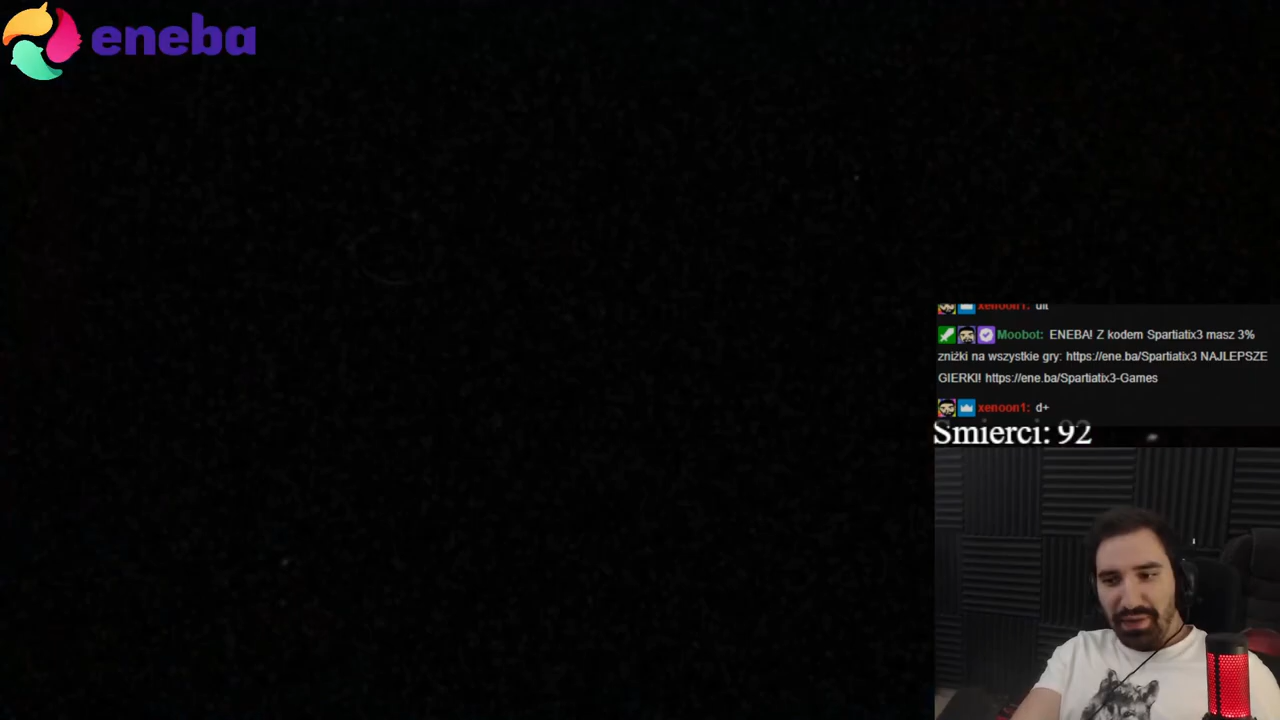 eneba
xenoon1:
Moobot: ENEBA! Z kodem Spartiatix3 masz 3%
zniżki na wszystkie gry: https://ene.ba/Spartiatix3 NAJLEPSZE
GIERKI! https://ene.ba/Spartiatix3-Games
xenoon1: d+
Śmierci: 92